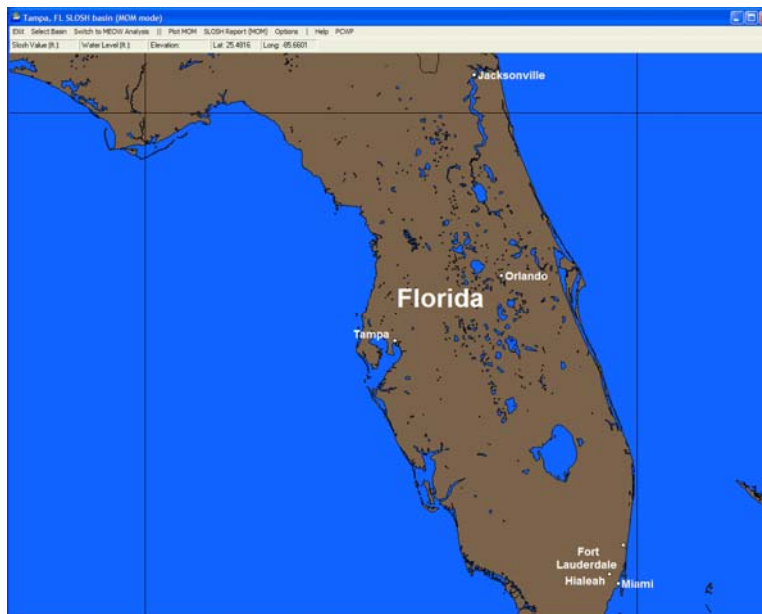 Tampa, FL SLOSH basin (MOM mode)
Exit Select Basin Switch to MEOW Analysis || Plot MOM SLOSH Report (MOM) Options | Help PCWP
Slosh Value (ft.): Water Level (ft.): Elevation: Lat: 25.4816 Long: -85.6601
Jacksonville
Orlando
Florida
Tampa
Fort
Lauderdale
Hialeah
Miami